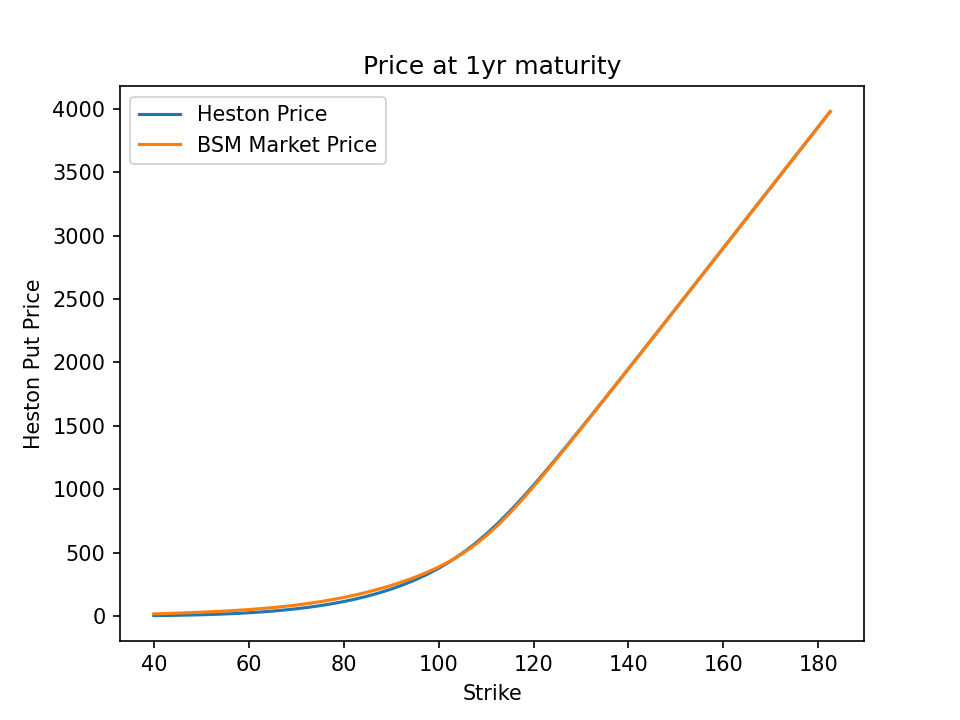 Price at 1yr maturity
Heston Price
BSM Market Price
4000
3500
3000
2500
2000
1500
1000
500
0
Heston Put Price
40 60 80 100 120 140 160 180
Strike